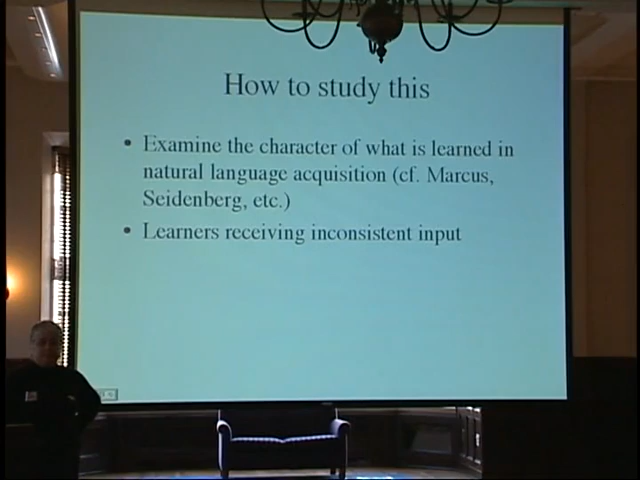 How to study this
• Examine the character of what is learned in
natural language acquisition (cf. Marcus,
Seidenberg, etc.)
• Learners receiving inconsistent input